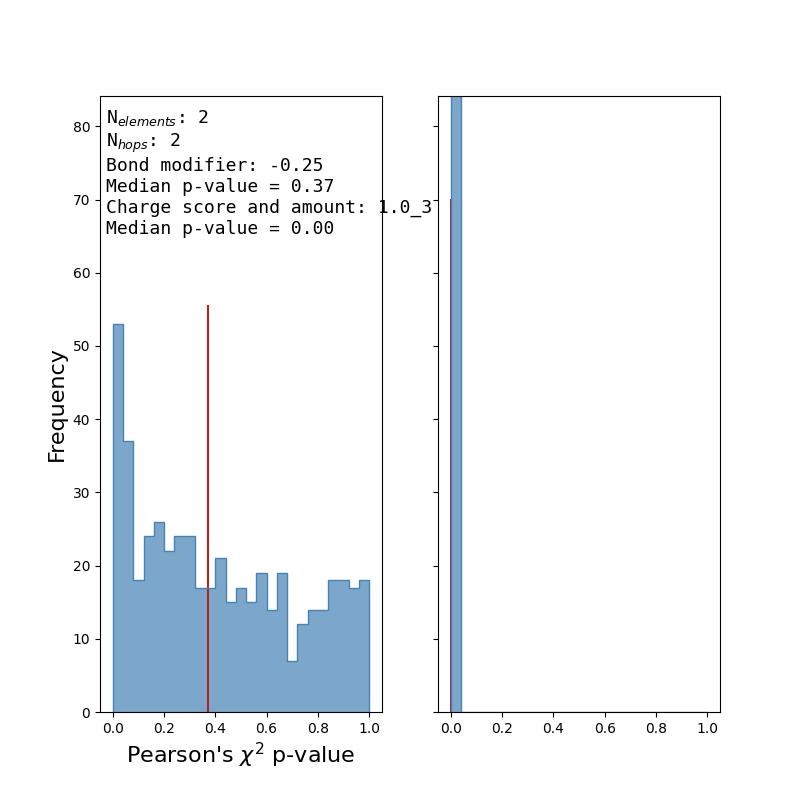 N_elements: 2
N_hops: 2
Bond modifier: -0.25
Median p-value = 0.37
Charge score and amount: 1.0_3
Median p-value = 0.00
80
70
60
50
40
30
20
10
0
Frequency
0.0 0.2 0.4 0.6 0.8 1.0
0.0 0.2 0.4 0.6 0.8 1.0
Pearson's χ² p-value